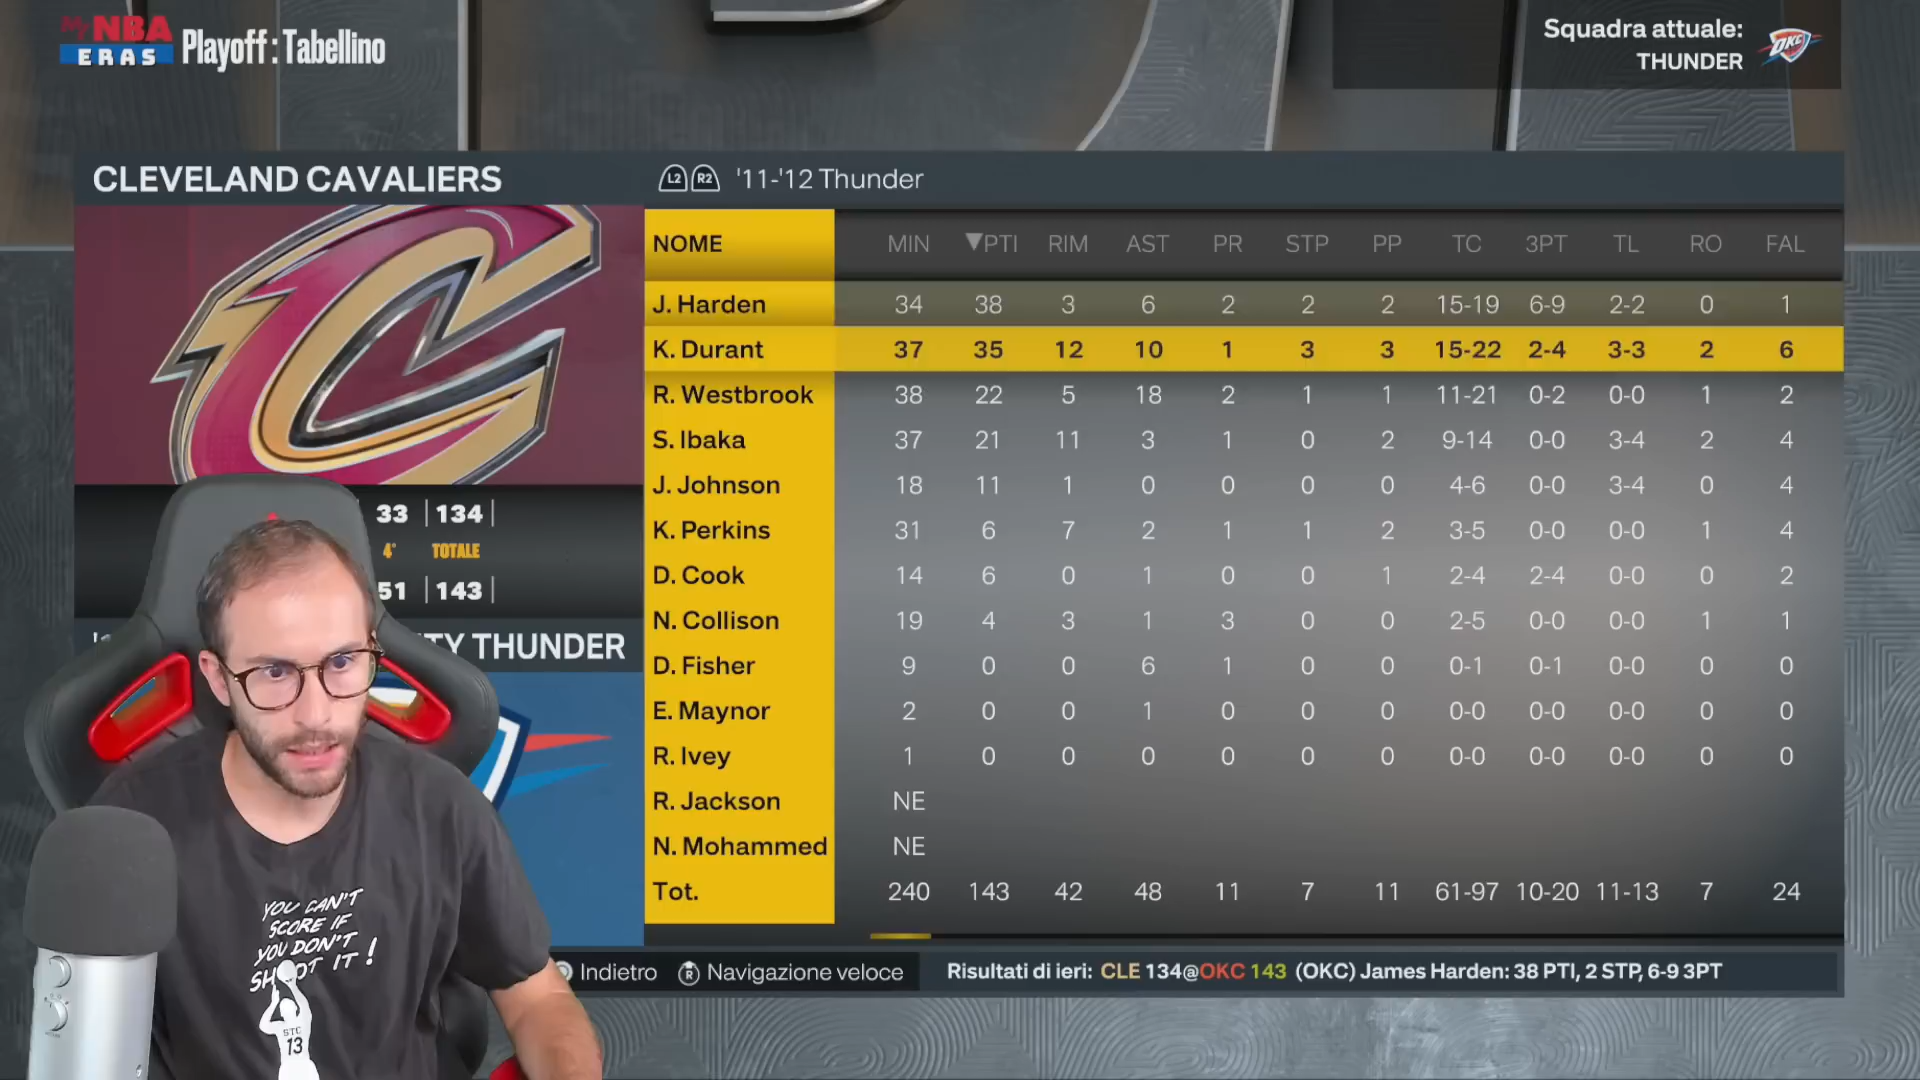 My NBA
ERAS
Playoff: Tabellino
Squadra attuale:
THUNDER
OKC
CLEVELAND CAVALIERS
L2 R2 '11-'12 Thunder
NOME MIN ▼PTI RIM AST PR STP PP TC 3PT TL RO FAL
J. Harden 34 38 3 6 2 2 2 15-19 6-9 2-2 0 1
K. Durant 37 35 12 10 1 3 3 15-22 2-4 3-3 2 6
R. Westbrook 38 22 5 18 2 1 1 11-21 0-2 0-0 1 2
S. Ibaka 37 21 11 3 1 0 2 9-14 0-0 3-4 2 4
J. Johnson 18 11 1 0 0 0 0 4-6 0-0 3-4 0 4
K. Perkins 31 6 7 2 1 1 2 3-5 0-0 0-0 1 4
D. Cook 14 6 0 1 0 0 1 2-4 2-4 0-0 0 2
N. Collison 19 4 3 1 3 0 0 2-5 0-0 0-0 1 1
D. Fisher 9 0 0 6 1 0 0 0-1 0-1 0-0 0 0
E. Maynor 2 0 0 1 0 0 0 0-0 0-0 0-0 0 0
R. Ivey 1 0 0 0 0 0 0 0-0 0-0 0-0 0 0
R. Jackson NE
N. Mohammed NE
Tot. 240 143 42 48 11 7 11 61-97 10-20 11-13 7 24
33 |134|
4° TOTALE
51 |143|
TY THUNDER
YOU CAN'T
SCORE IF
YOU DON'T
SHOOT IT!
STC
13
Indietro R Navigazione veloce
Risultati di ieri: CLE 134@OKC 143 (OKC) James Harden: 38 PTI, 2 STP, 6-9 3PT